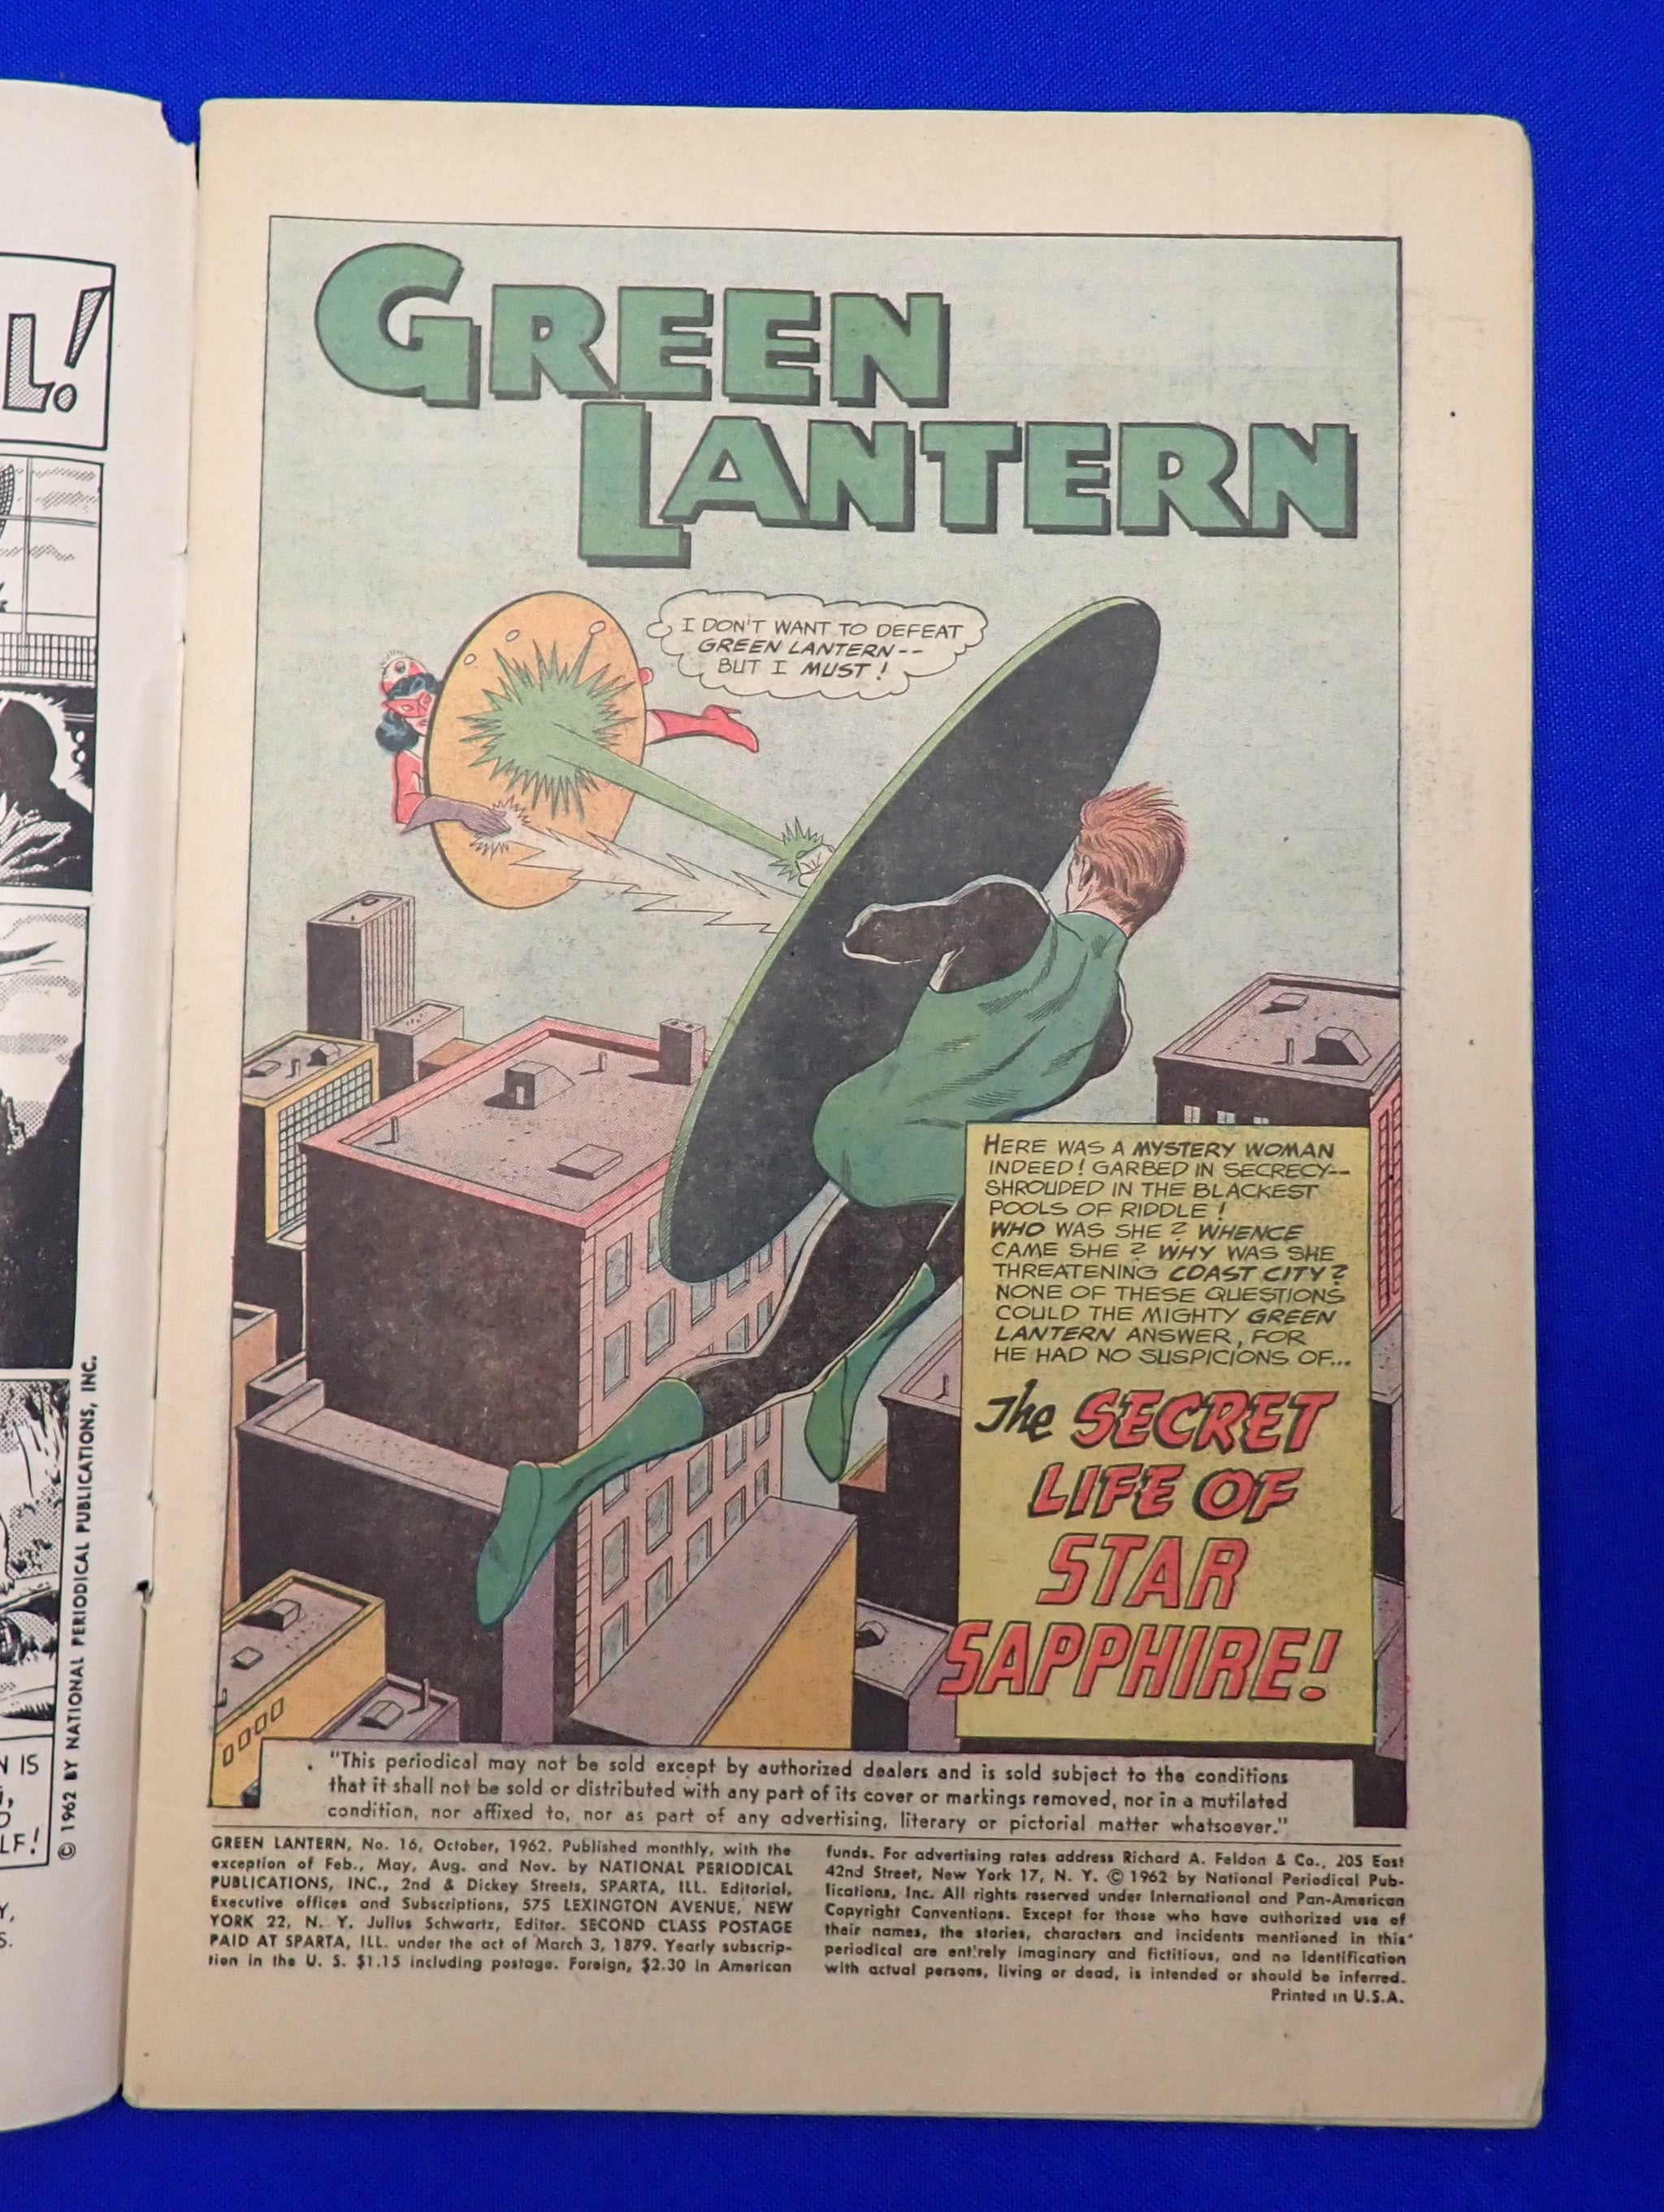 L!
N IS
LF!
Y,
S.
© 1962 BY NATIONAL PERIODICAL PUBLICATIONS, INC.
GREEN
LANTERN
I DON'T WANT TO DEFEAT
GREEN LANTERN--
BUT I MUST!
HERE WAS A MYSTERY WOMAN
INDEED! GARBED IN SECRECY--
SHROUDED IN THE BLACKEST
POOLS OF RIDDLE!
WHO WAS SHE? WHENCE
CAME SHE? WHY WAS SHE
THREATENING COAST CITY?
NONE OF THESE QUESTIONS
COULD THE MIGHTY GREEN
LANTERN ANSWER, FOR
HE HAD NO SUSPICIONS OF...
The SECRET
LIFE OF
STAR
SAPPHIRE!
"This periodical may not be sold except by authorized dealers and is sold subject to the conditions
that it shall not be sold or distributed with any part of its cover or markings removed, nor in a mutilated
condition, nor affixed to, nor as part of any advertising, literary or pictorial matter whatsoever."
GREEN LANTERN, No. 16, October, 1962. Published monthly, with the
exception of Feb., May, Aug. and Nov. by NATIONAL PERIODICAL
PUBLICATIONS, INC., 2nd & Dickey Streets, SPARTA, ILL. Editorial,
Executive offices and Subscriptions, 575 LEXINGTON AVENUE, NEW
YORK 22, N. Y. Julius Schwartz, Editor. SECOND CLASS POSTAGE
PAID AT SPARTA, ILL. under the act of March 3, 1879. Yearly subscrip-
tion in the U. S. $1.15 including postage. Foreign, $2.30 in American
funds. For advertising rates address Richard A. Feldon & Co., 205 East
42nd Street, New York 17, N. Y. © 1962 by National Periodical Pub-
lications, Inc. All rights reserved under International and Pan-American
Copyright Conventions. Except for those who have authorized use of
their names, the stories, characters and incidents mentioned in this
periodical are entirely imaginary and fictitious, and no identification
with actual persons, living or dead, is intended or should be inferred.
Printed in U.S.A.